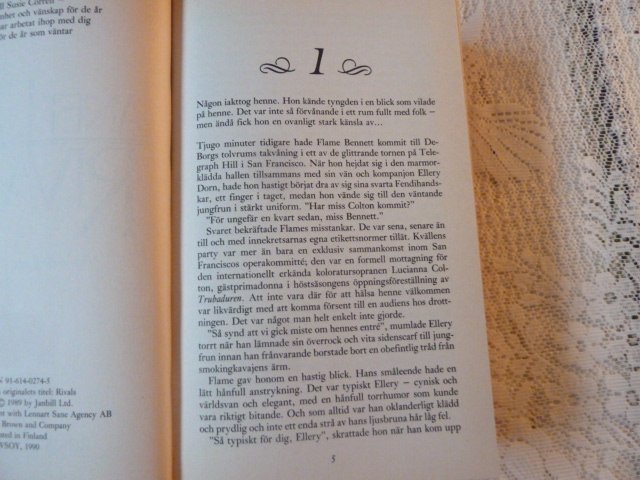 ll Susie Correll
nhet och vänskap för de år
ar arbetat ihop med dig
för de år som väntar
N 91-614-0274-5
n originalets titel: Rivals
© 1989 by Janbill Ltd.
nt with Lennart Sane Agency AB
Brown and Company
inted in Finland
WSOY, 1990
1
Någon iakttog henne. Hon kände tyngden i en blick som vilade
på henne. Det var inte så förvånande i ett rum fullt med folk –
men ändå fick hon en ovanligt stark känsla av...
Tjugo minuter tidigare hade Flame Bennett kommit till De-
Borgs tolvrums takvåning i ett av de glittrande tornen på Tele-
graph Hill i San Francisco. När hon hejdat sig i den marmor-
klädda hallen tillsammans med sin vän och kompanjon Ellery
Dorn, hade hon hastigt börjat dra av sig sina svarta Fendihands-
kar, ett finger i taget, medan hon vände sig till den väntande
jungfrun i stärkt uniform. "Har miss Colton kommit?"
"För ungefär en kvart sedan, miss Bennett."
Svaret bekräftade Flames misstankar. De var sena, senare än
till och med innekretsarnas egna etikettsnormer tillät. Kvällens
party var mer än bara en exklusiv sammankomst inom San
Franciscos operakommitté; den var en formell mottagning för
den internationellt erkända koloratursopranen Lucianna Col-
ton, gästprimadonna i höstsäsongens öppningsföreställning av
Trubaduren. Att inte vara där för att hälsa henne välkommen
var likvärdigt med att komma försent till en audiens hos drott-
ningen. Det var något man helt enkelt inte gjorde.
"Så synd att vi gick miste om hennes entré", mumlade Ellery
torrt när han lämnade sin överrock och vita sidenscarf till jung-
frun innan han frånvarande borstade bort en obefintlig tråd från
smokingkavajens ärm.
Flame gav honom en hastig blick. Hans småleende hade en
lätt hånfull anstrykning. Det var typiskt Ellery – cynisk och
världsvan och elegant, med en hånfull torrhumor som kunde
vara riktigt bitande. Och som alltid var han oklanderligt klädd
och prydlig och inte ett enda strå av hans ljusbruna hår låg fel.
"Så typiskt för dig, Ellery", skrattade hon när han kom upp
5